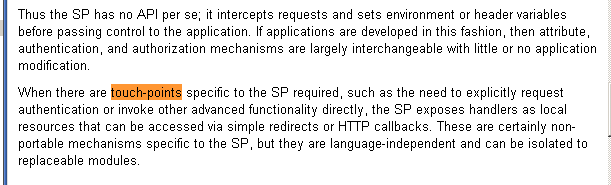 Thus the SP has no API per se; it intercepts requests and sets environment or header variables
before passing control to the application. If applications are developed in this fashion, then attribute,
authentication, and authorization mechanisms are largely interchangeable with little or no application
modification.
When there are touch-points specific to the SP required, such as the need to explicitly request
authentication or invoke other advanced functionality directly, the SP exposes handlers as local
resources that can be accessed via simple redirects or HTTP callbacks. These are certainly non-
portable mechanisms specific to the SP, but they are language-independent and can be isolated to
replaceable modules.